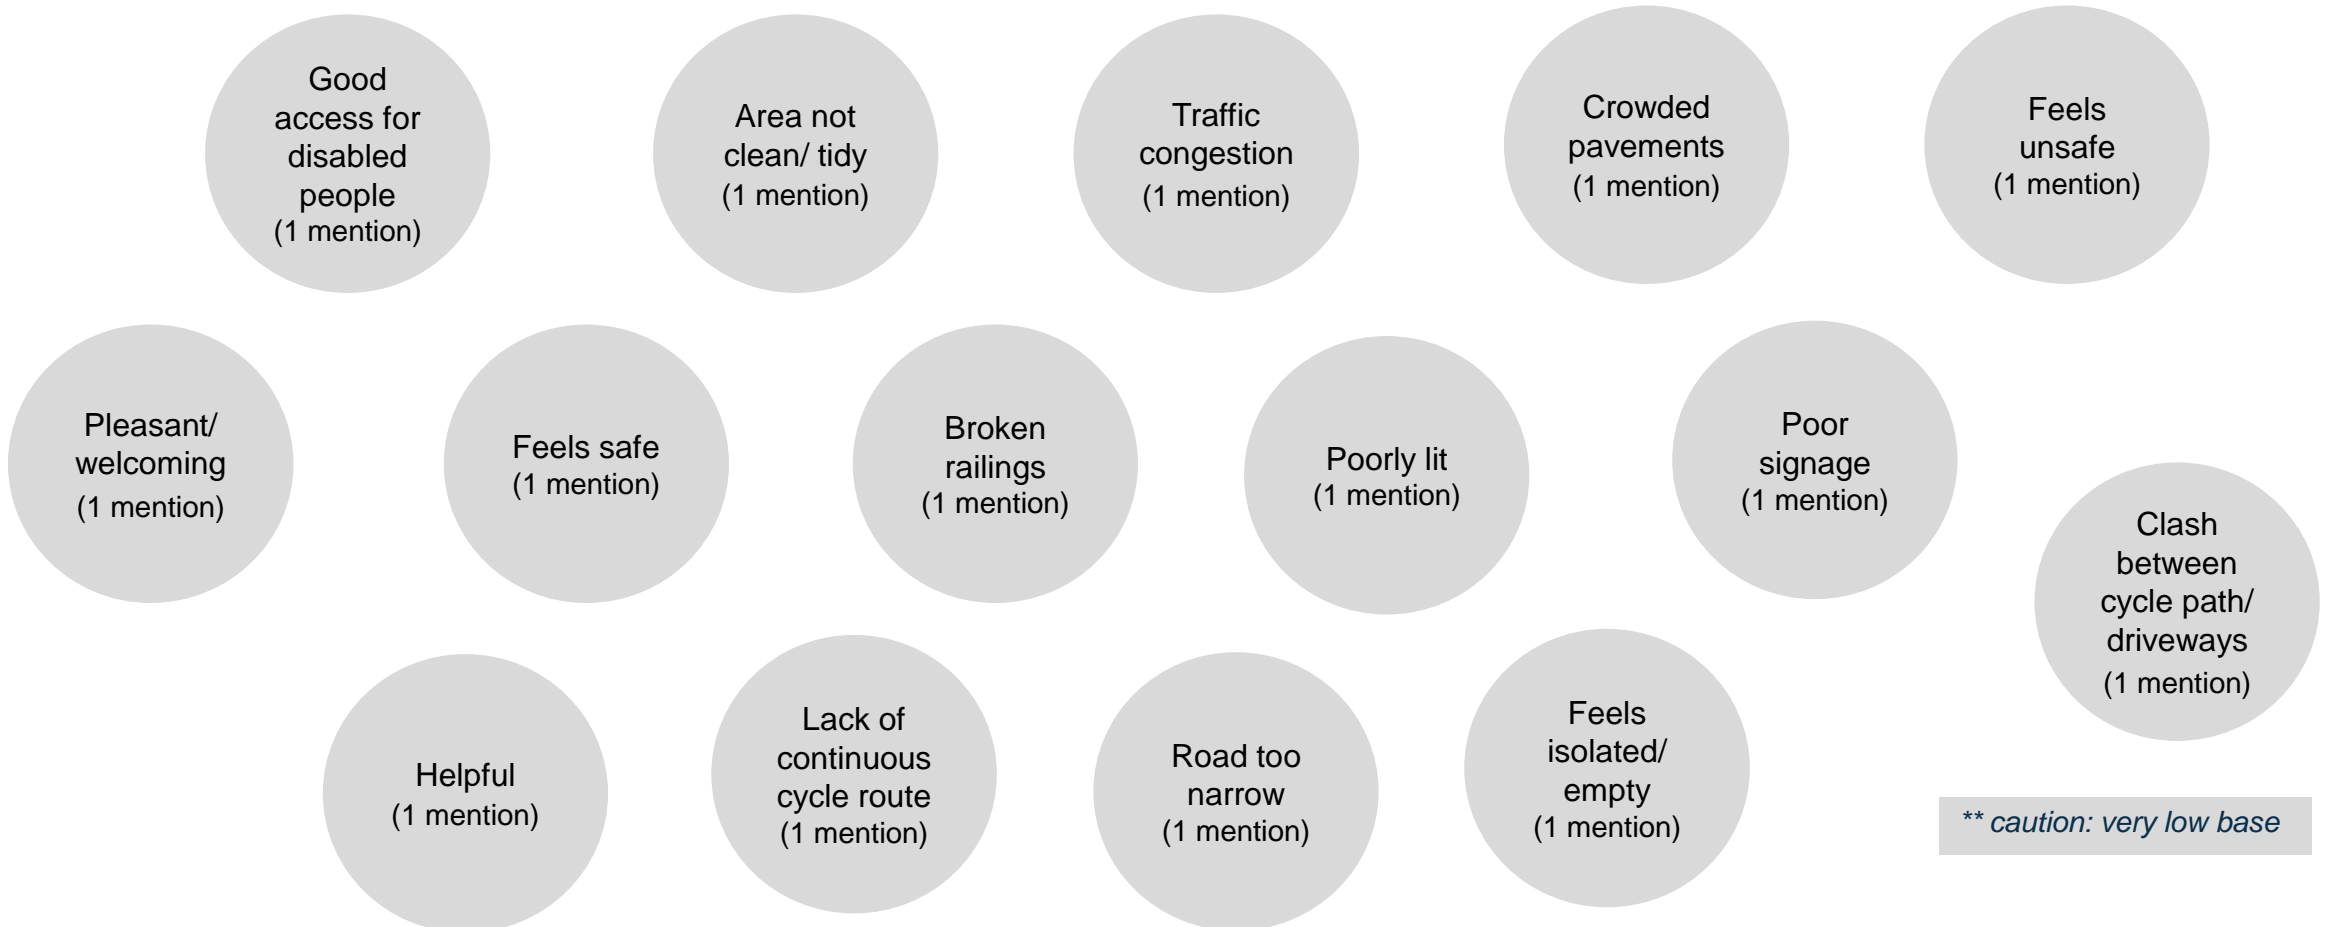 Good
access for
disabled
people
(1 mention)
Area not
clean/ tidy
(1 mention)
Traffic
congestion
(1 mention)
Crowded
pavements
(1 mention)
Feels
unsafe
(1 mention)
Pleasant/
welcoming
(1 mention)
Feels safe
(1 mention)
Broken
railings
(1 mention)
Poorly lit
(1 mention)
Poor
signage
(1 mention)
Clash
between
cycle path/
driveways
(1 mention)
Helpful
(1 mention)
Lack of
continuous
cycle route
(1 mention)
Road too
narrow
(1 mention)
Feels
isolated/
empty
(1 mention)
** caution: very low base